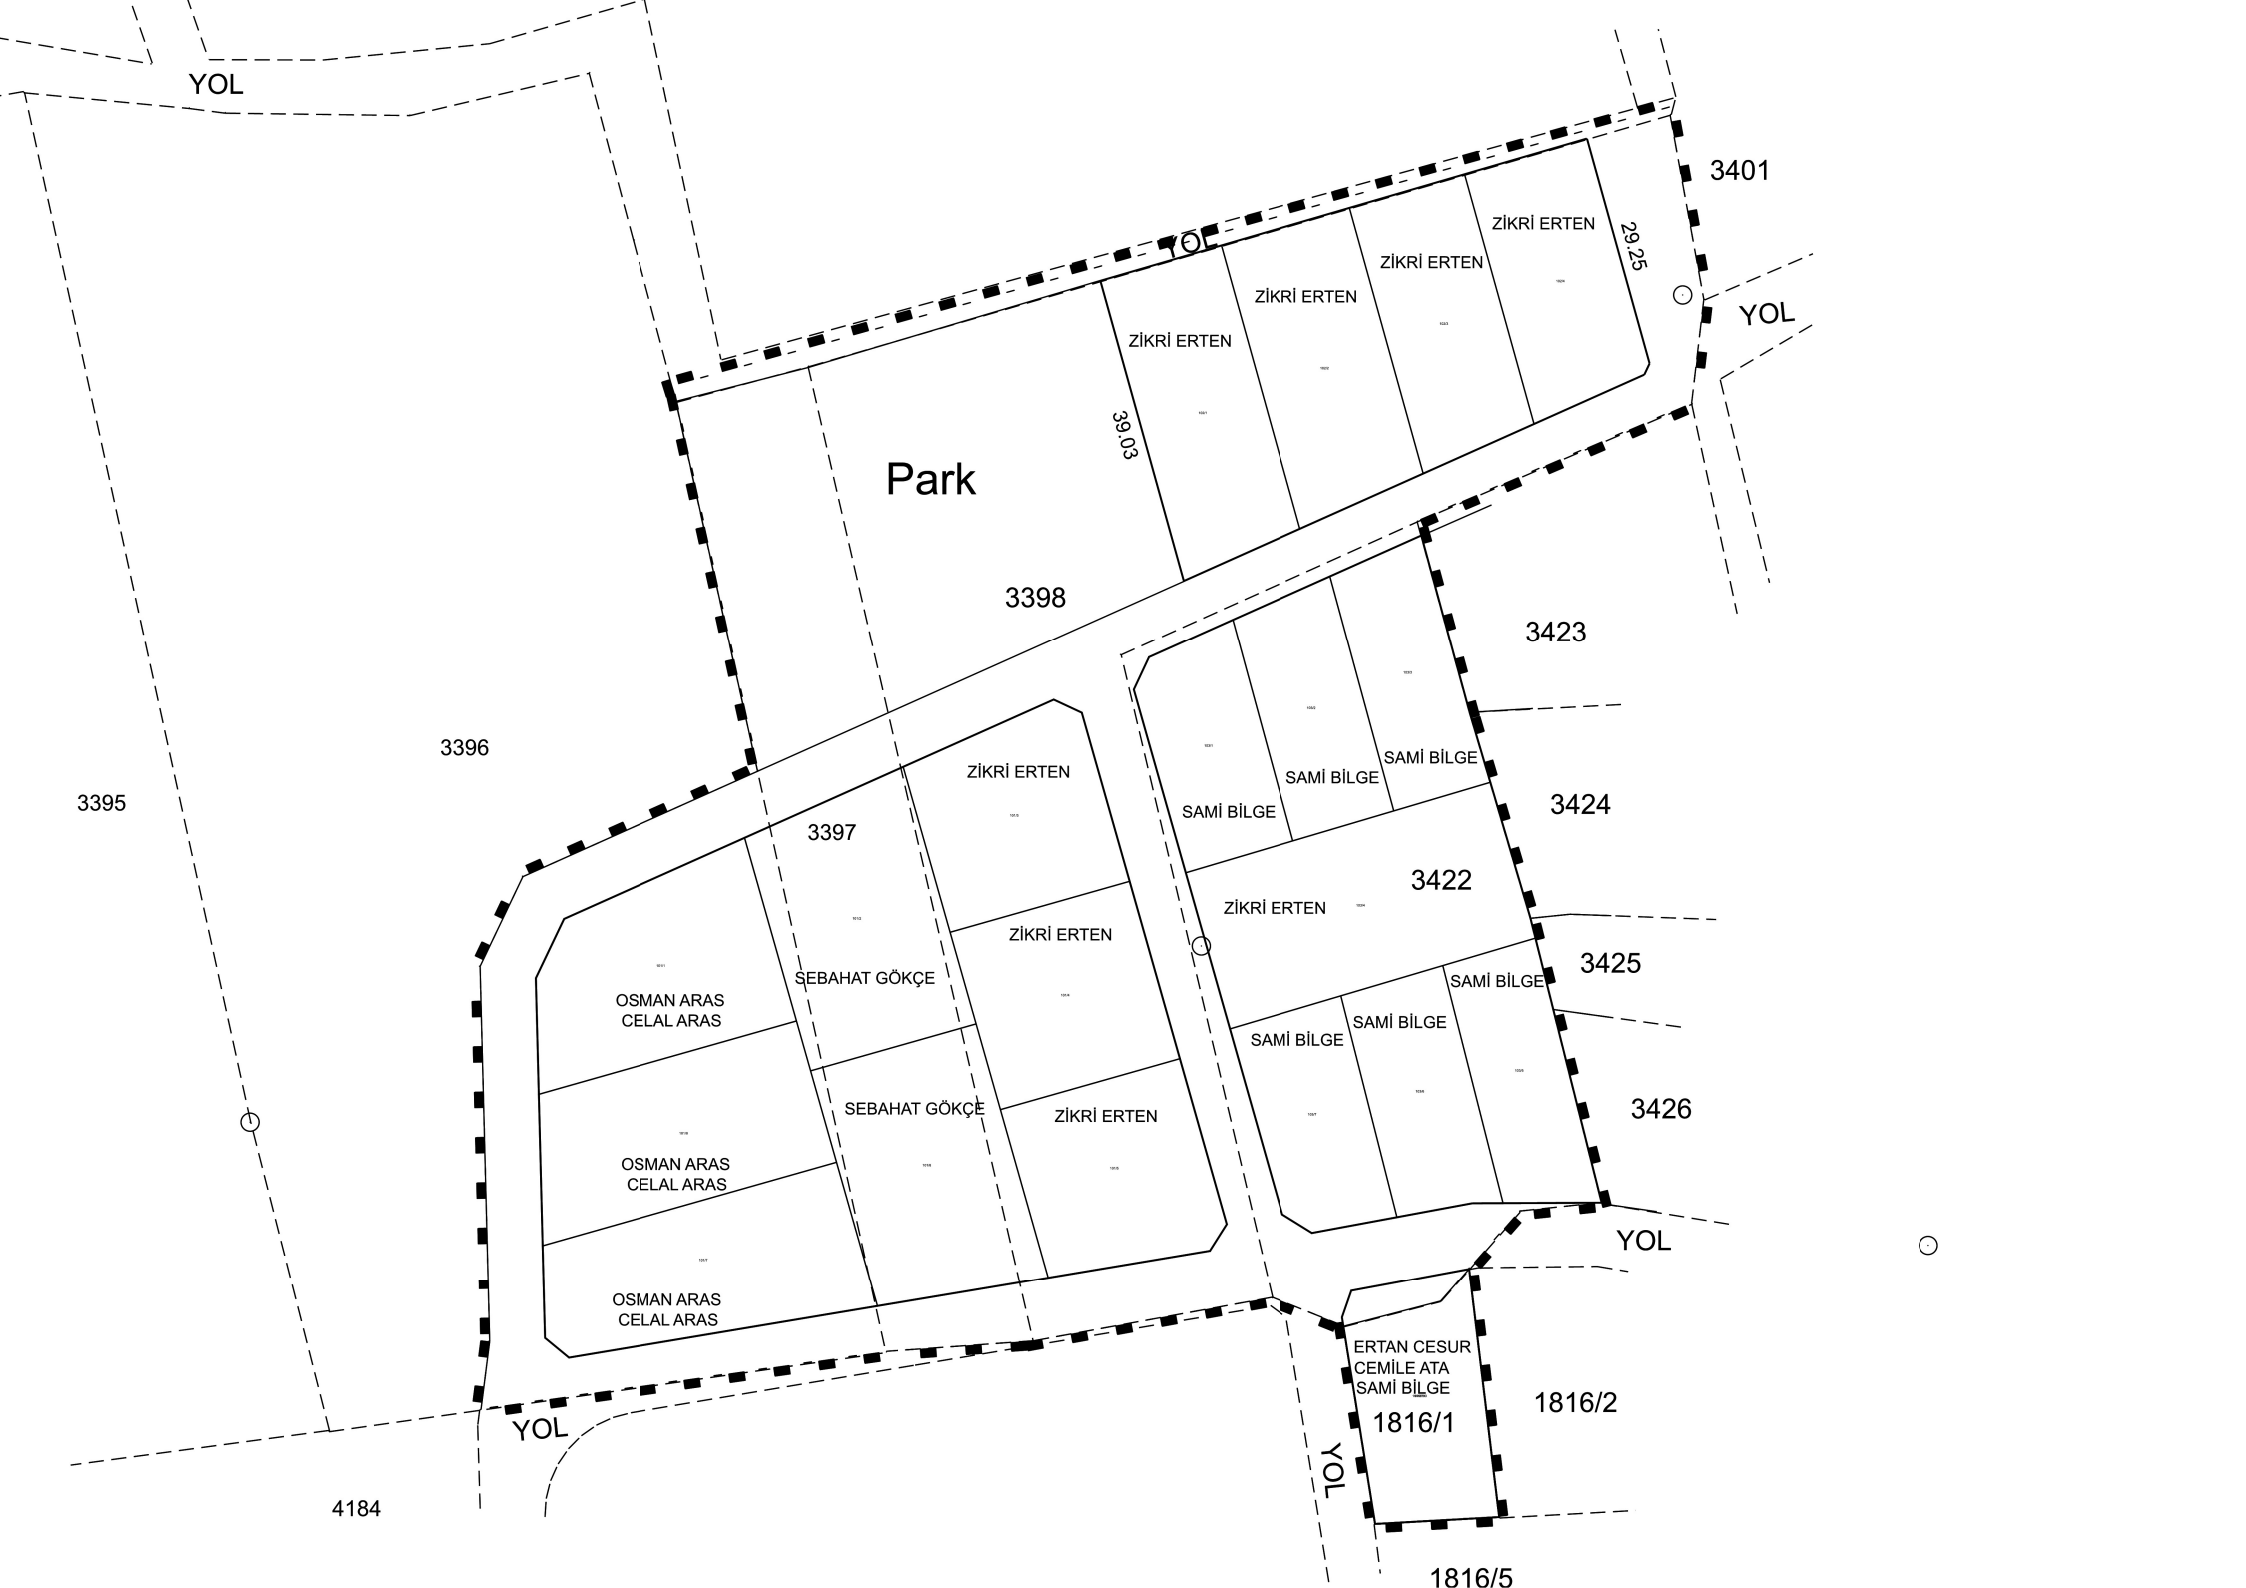 YOL
3401
ZİKRİ ERTEN
29.25
YOL
ZİKRİ ERTEN
ZİKRİ ERTEN
YOL
ZİKRİ ERTEN
39.03
Park
3398
3423
3396
3395
ZİKRİ ERTEN
SAMİ BİLGE
SAMİ BİLGE
SAMİ BİLGE
3424
3397
3422
ZİKRİ ERTEN
ZİKRİ ERTEN
3425
SEBAHAT GÖKÇE
SAMİ BİLGE
OSMAN ARAS
CELAL ARAS
SAMİ BİLGE
SAMİ BİLGE
SEBAHAT GÖKÇE
ZİKRİ ERTEN
3426
OSMAN ARAS
CELAL ARAS
YOL
OSMAN ARAS
CELAL ARAS
ERTAN CESUR
CEMİLE ATA
SAMİ BİLGE
1816/1
1816/2
YOL
YOL
4184
1816/5